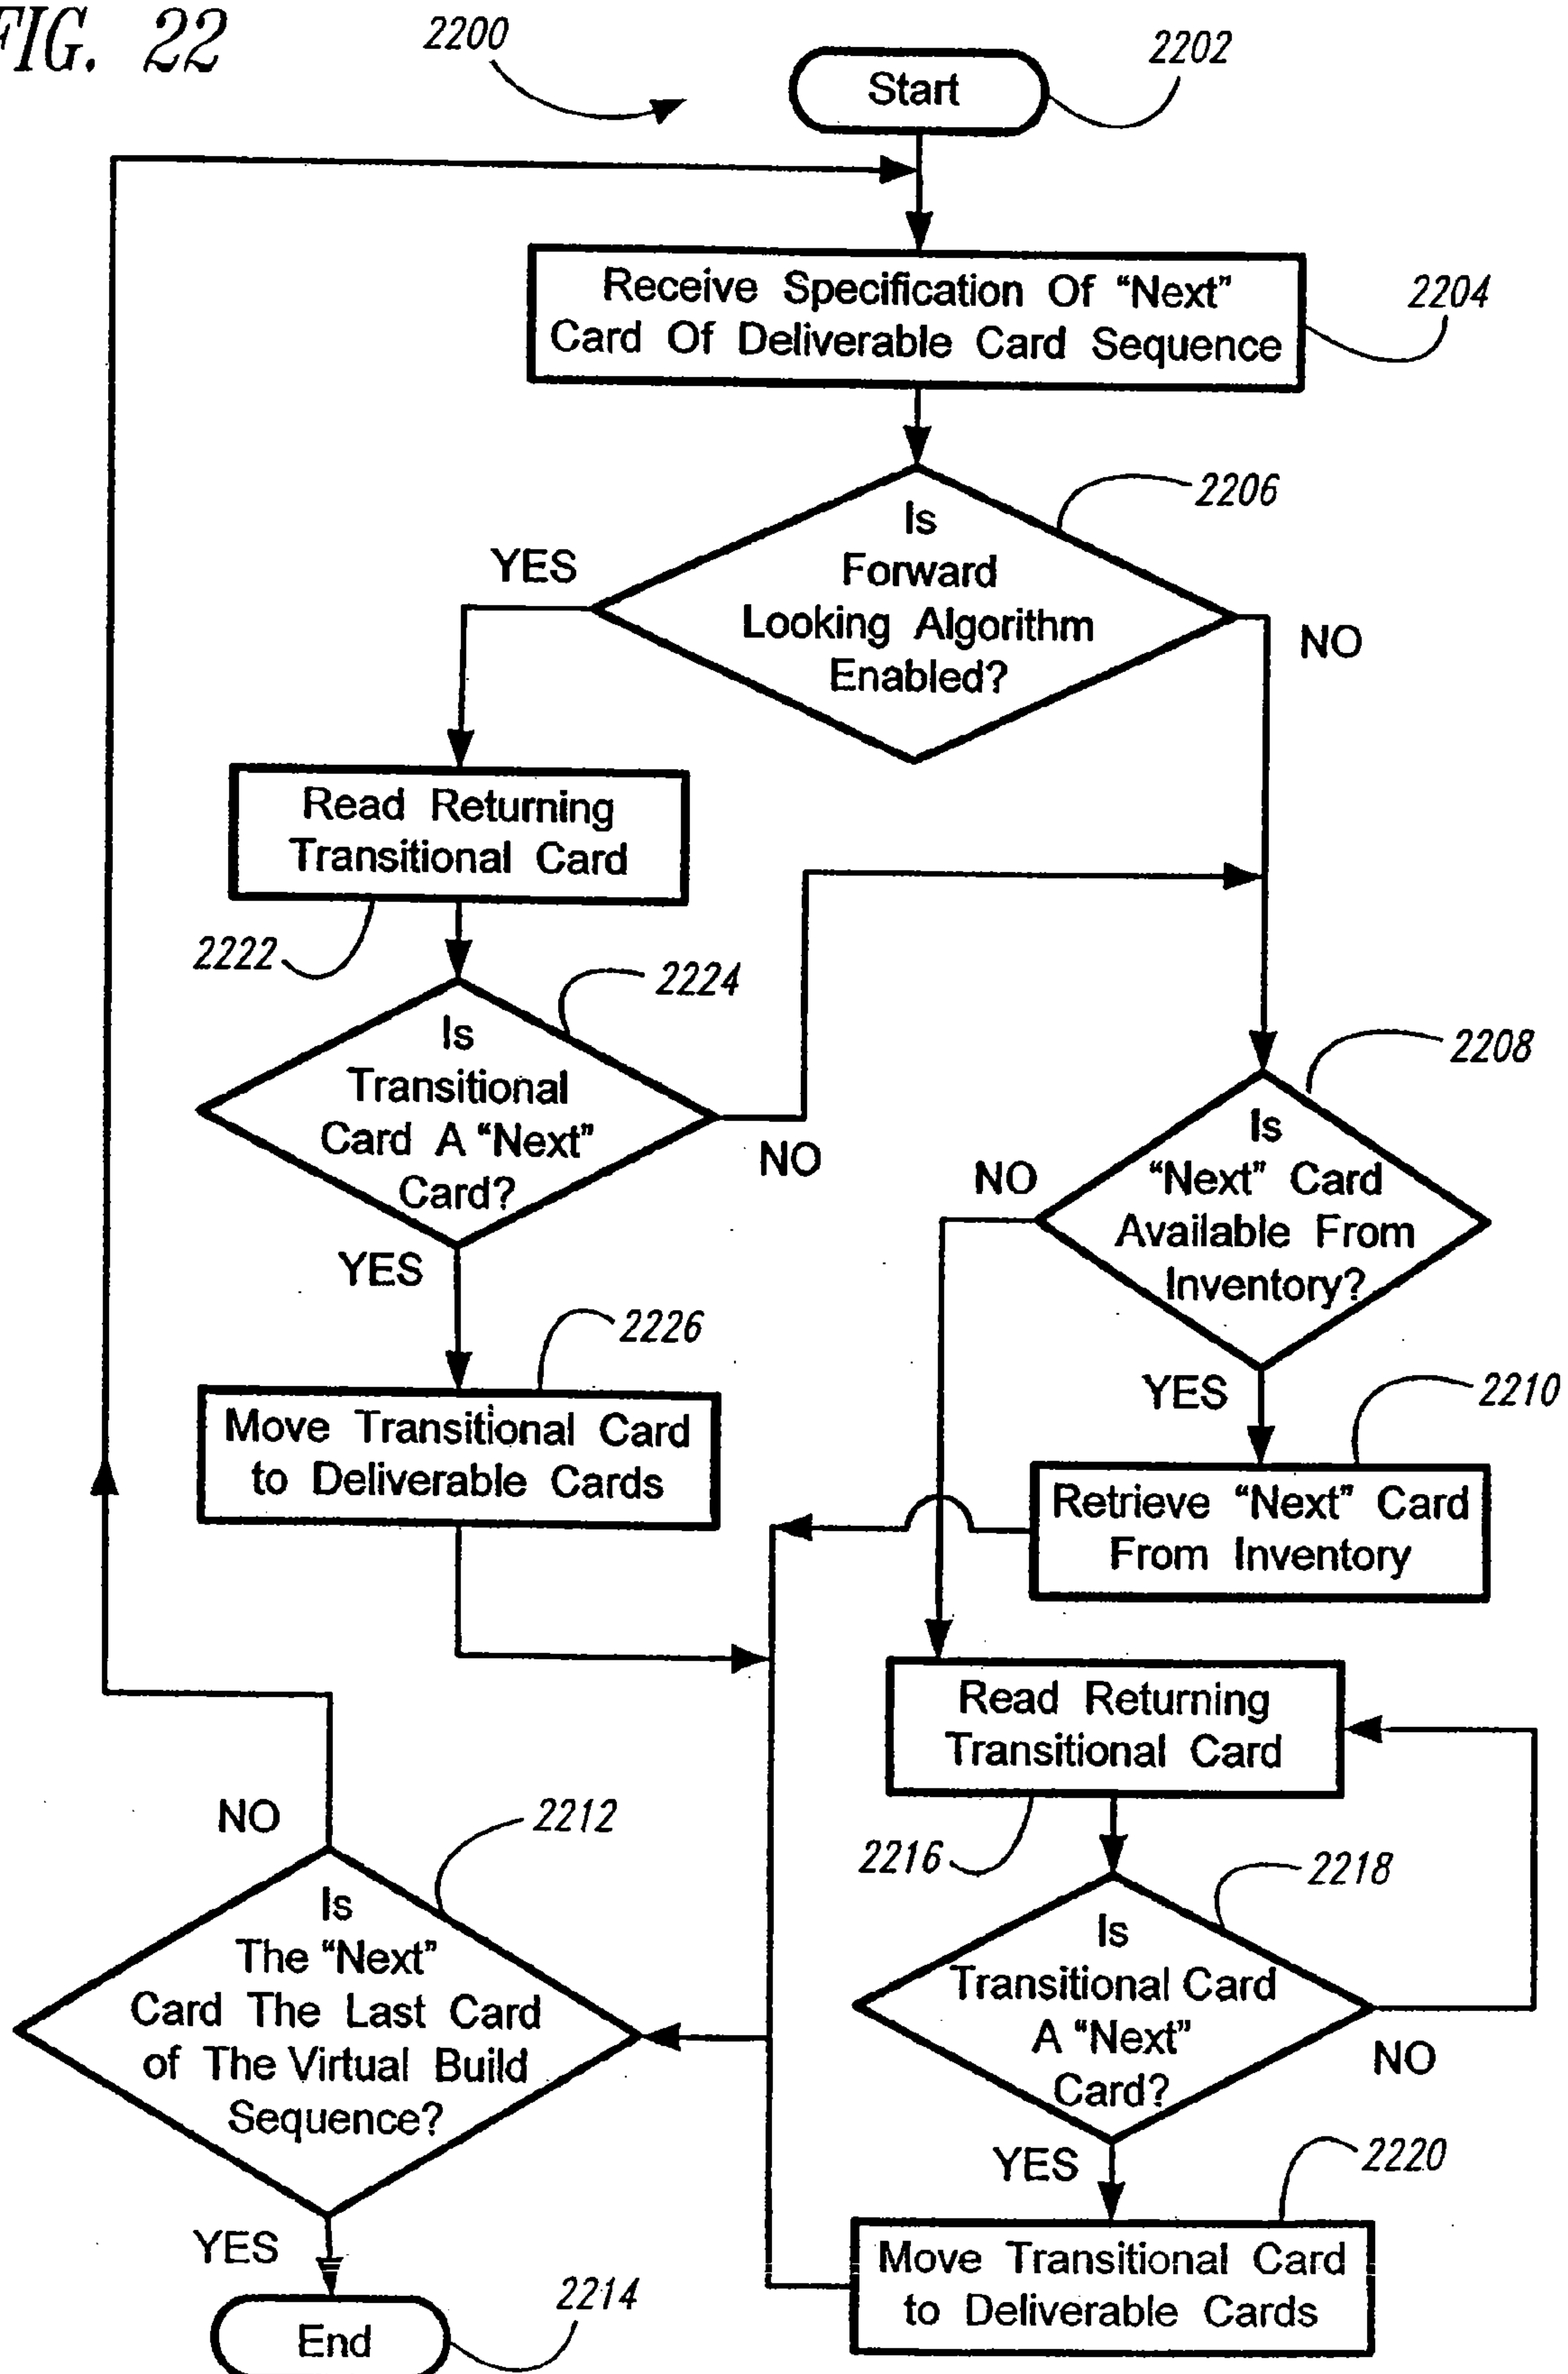 FIG. 22
2200
Start
2202
Receive Specification Of “Next”
Card Of Deliverable Card Sequence
2204
Is
Forward
Looking Algorithm
Enabled?
2206
YES
NO
Read Returning
Transitional Card
2222
Is
Transitional
Card A “Next”
Card?
2224
NO
YES
Is
“Next” Card
Available From
Inventory?
2208
NO
YES
Move Transitional Card
to Deliverable Cards
2226
Retrieve “Next” Card
From Inventory
2210
Read Returning
Transitional Card
2216
Is
Transitional Card
A “Next”
Card?
2218
NO
YES
Move Transitional Card
to Deliverable Cards
2220
NO
Is
The “Next”
Card The Last Card
of The Virtual Build
Sequence?
2212
YES
End
2214